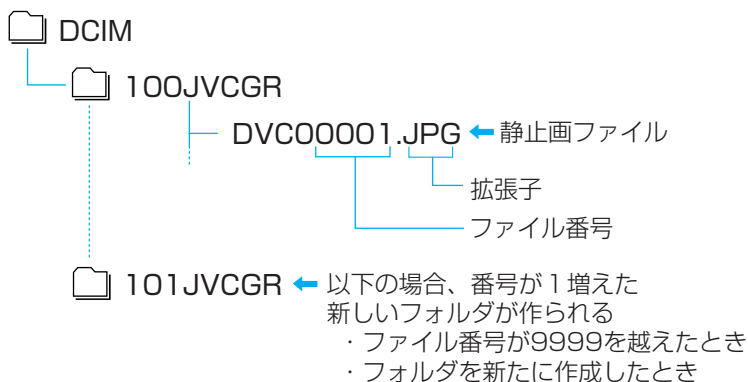 DCIM
100JVCGR
DVC00001.JPG 静止画ファイル
拡張子
ファイル番号
101JVCGR 以下の場合、番号が1増えた
新しいフォルダが作られる
・ファイル番号が9999を越えたとき
・フォルダを新たに作成したとき